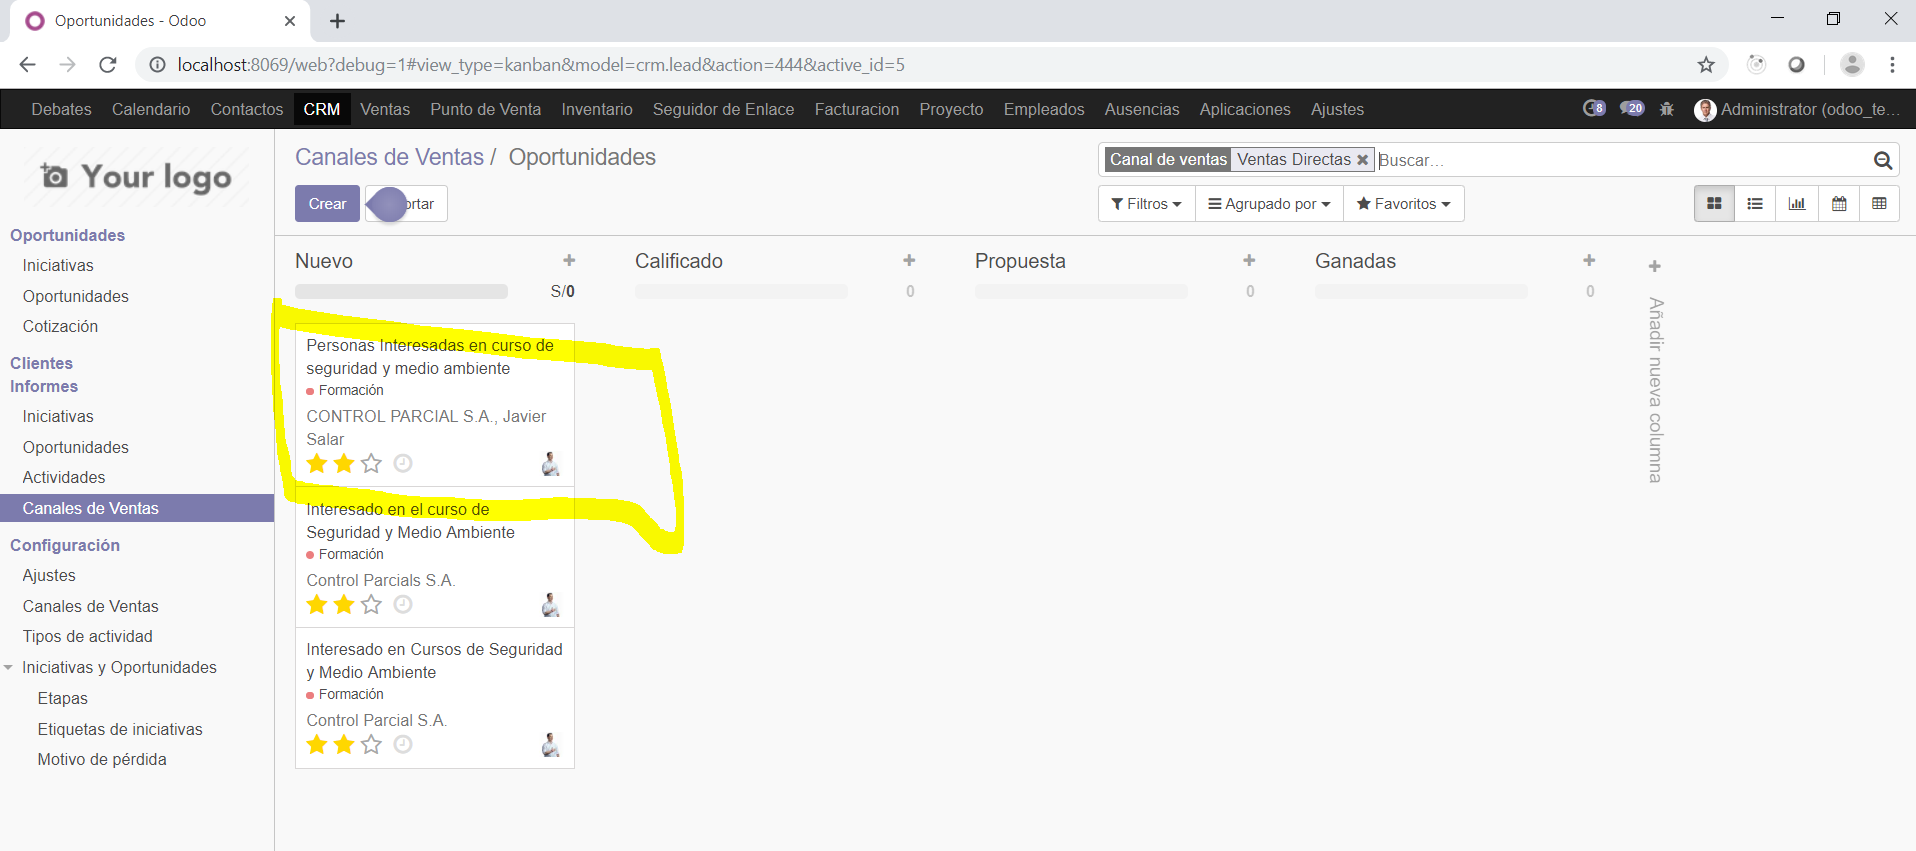 Oportunidades - Odoo
localhost:8069/web?debug=1#view_type=kanban&model=crm.lead&action=444&active_id=5
Debates Calendario Contactos CRM Ventas Punto de Venta Inventario Seguidor de Enlace Facturacion Proyecto Empleados Ausencias Aplicaciones Ajustes 8 20 Administrator (odoo_te...
Your logo
Canales de Ventas / Oportunidades
Canal de ventas Ventas Directas Buscar...
Crear ortar
Filtros Agrupado por Favoritos
Oportunidades
Iniciativas
Oportunidades
Cotización
Clientes
Informes
Iniciativas
Oportunidades
Actividades
Canales de Ventas
Configuración
Ajustes
Canales de Ventas
Tipos de actividad
Iniciativas y Oportunidades
Etapas
Etiquetas de iniciativas
Motivo de pérdida
Nuevo
S/0
Personas Interesadas en curso de
seguridad y medio ambiente
Formación
CONTROL PARCIAL S.A., Javier
Salar
Interesado en el curso de
Seguridad y Medio Ambiente
Formación
Control Parcials S.A.
Interesado en Cursos de Seguridad
y Medio Ambiente
Formación
Control Parcial S.A.
Calificado
0
Propuesta
0
Ganadas
0
Añadir nueva columna